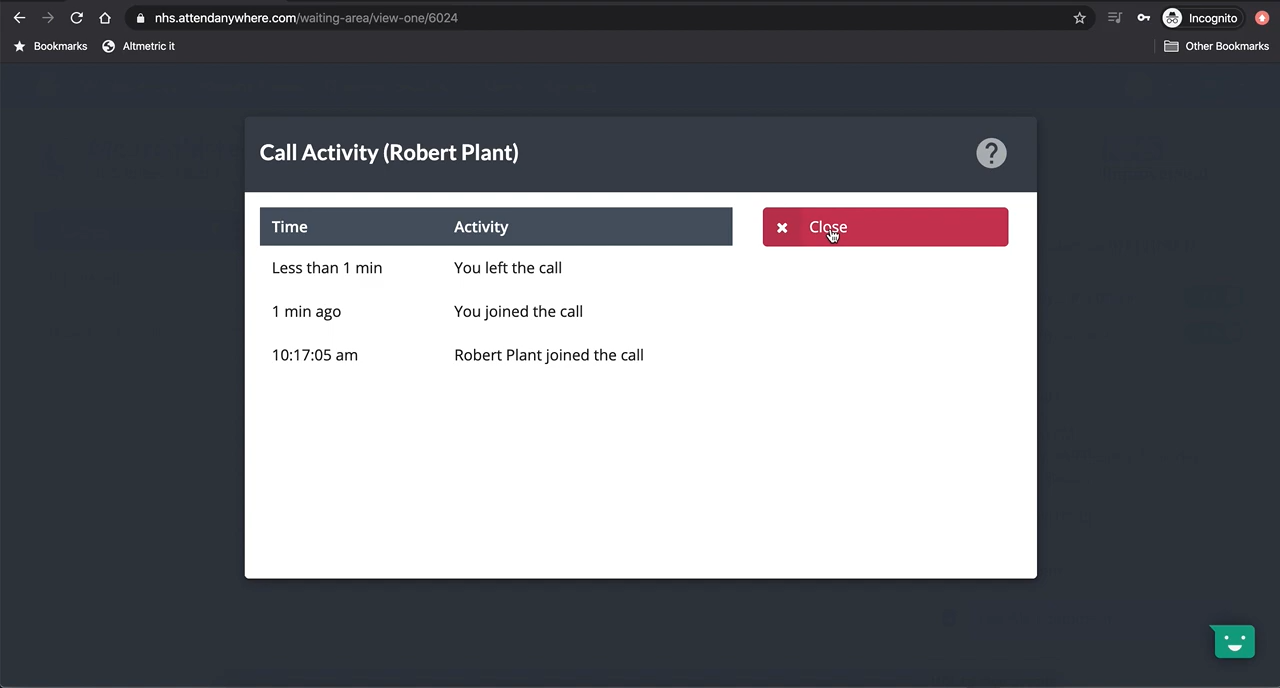 nhs.attendanywhere.com/waiting-area/view-one/6024
Incognito
Bookmarks
Altmetric it
Other Bookmarks
Call Activity (Robert Plant)
?
Time Activity
Close
Less than 1 min You left the call
1 min ago You joined the call
10:17:05 am Robert Plant joined the call